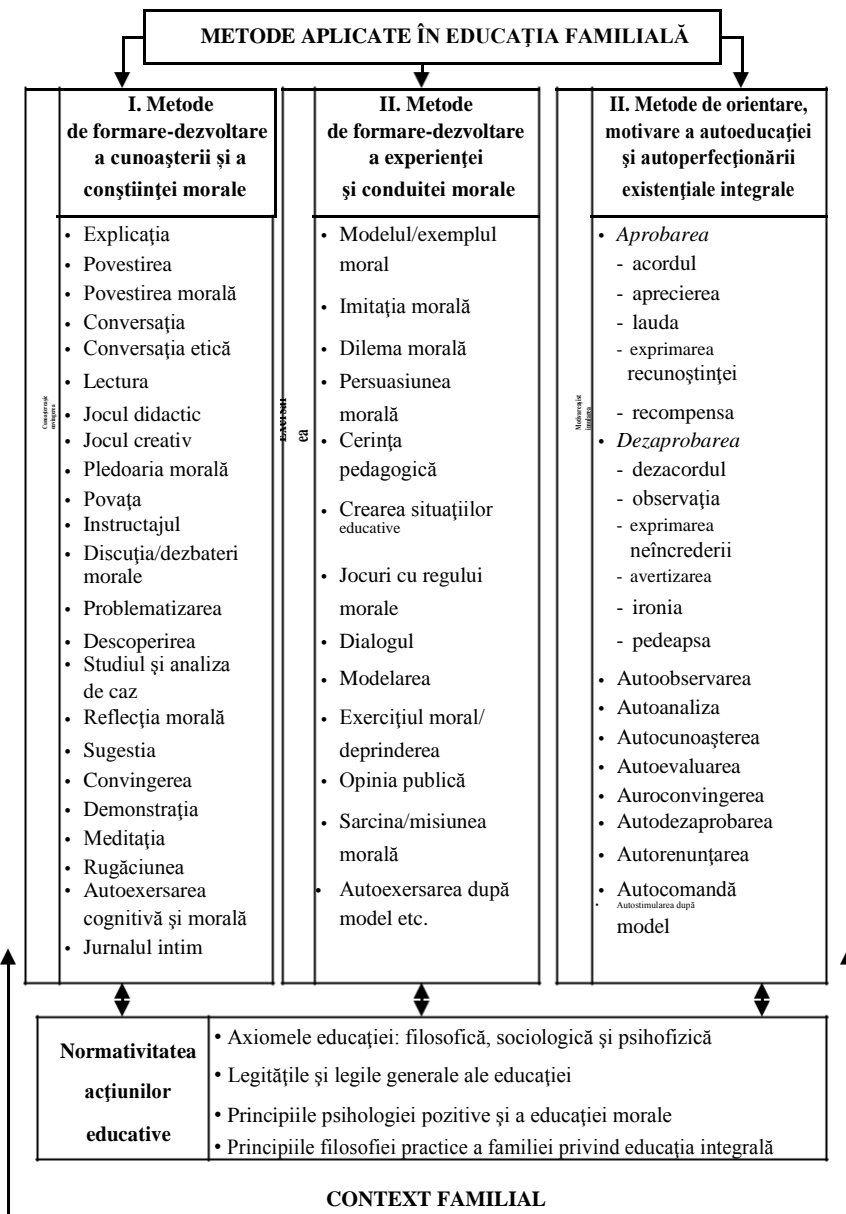 METODE APLICATE ÎN EDUCAŢIA FAMILIALĂ
I. Metode
de formare-dezvoltare
a cunoaşterii și a
conştiinţei morale
Explicaţia
Povestirea
Povestirea morală
Conversaţia
Conversaţia etică
Lectura
Jocul didactic
Jocul creativ
Pledoaria morală
Povaţa
Instructajul
Discuţia/dezbateri
morale
Problematizarea
Descoperirea
Studiul și analiza
de caz
Reflecţia morală
Sugestia
Convingerea
Demonstraţia
Meditaţia
Rugăciunea
Autoexersarea
cognitivă şi morală
Jurnalul intim
II. Metode
de formare-dezvoltare
a experienţei
şi conduitei morale
ea
Modelul/exemplul
moral
Imitaţia morală
Dilema morală
Persuasiunea
morală
Cerinţa
pedagogică
Crearea situaţiilor
educative
Jocuri cu regului
morale
Dialogul
Modelarea
Exerciţiul moral/
deprinderea
Opinia publică
Sarcina/misiunea
morală
Autoexersarea după
model etc.
II. Metode de orientare,
motivare a autoeducaţiei
şi autoperfecţionării
existenţiale integrale
Aprobarea
- acordul
- aprecierea
- lauda
- exprimarea
recunoştinţei
- recompensa
Dezaprobarea
- dezacordul
- observaţia
- exprimarea
neîncrederii
- avertizarea
- ironia
- pedeapsa
Autoobservarea
Autoanaliza
Autocunoaşterea
Autoevaluarea
Auroconvingerea
Autodezaprobarea
Autorenunţarea
Autocomandă
Autostimularea după
model
Normativitatea
acţiunilor
educative
• Axiomele educaţiei: filosofică, sociologică şi psihofizică
• Legităţile şi legile generale ale educaţiei
• Principiile psihologiei pozitive şi a educaţiei morale
• Principiile filosofiei practice a familiei privind educaţia integrală
CONTEXT FAMILIAL